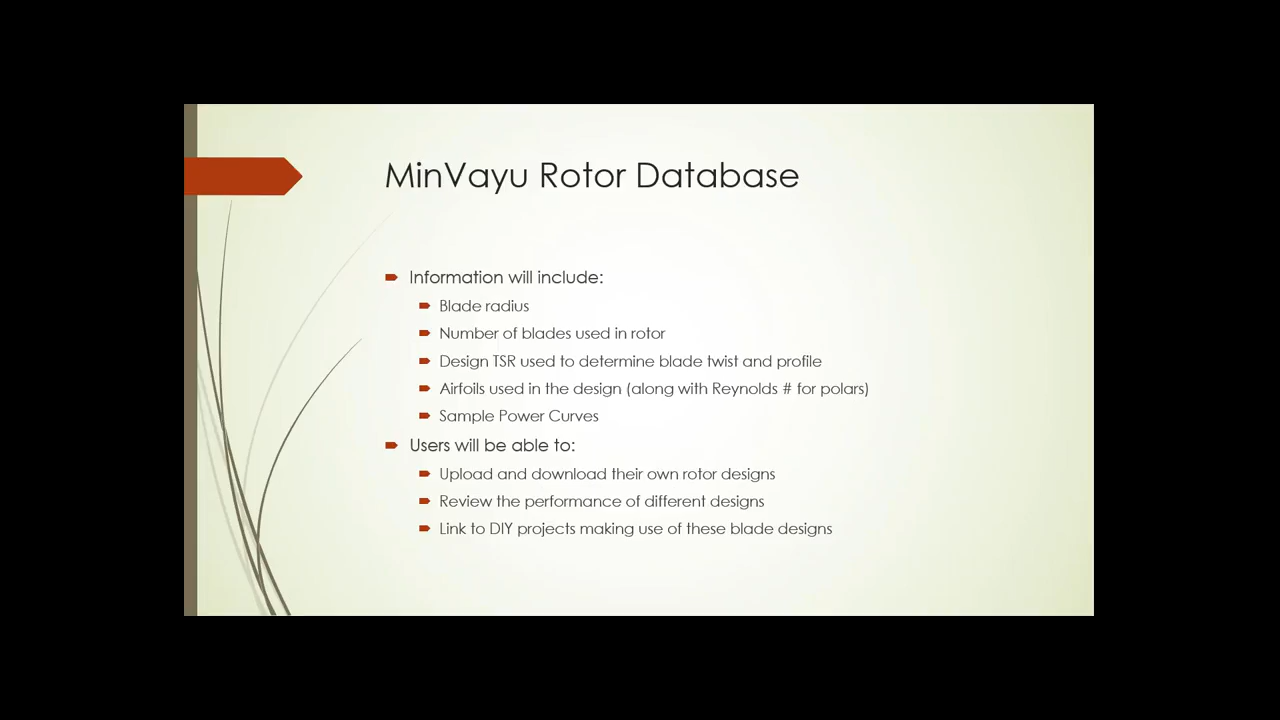 MinVayu Rotor Database
Information will include:
Blade radius
Number of blades used in rotor
Design TSR used to determine blade twist and profile
Airfoils used in the design (along with Reynolds # for polars)
Sample Power Curves
Users will be able to:
Upload and download their own rotor designs
Review the performance of different designs
Link to DIY projects making use of these blade designs